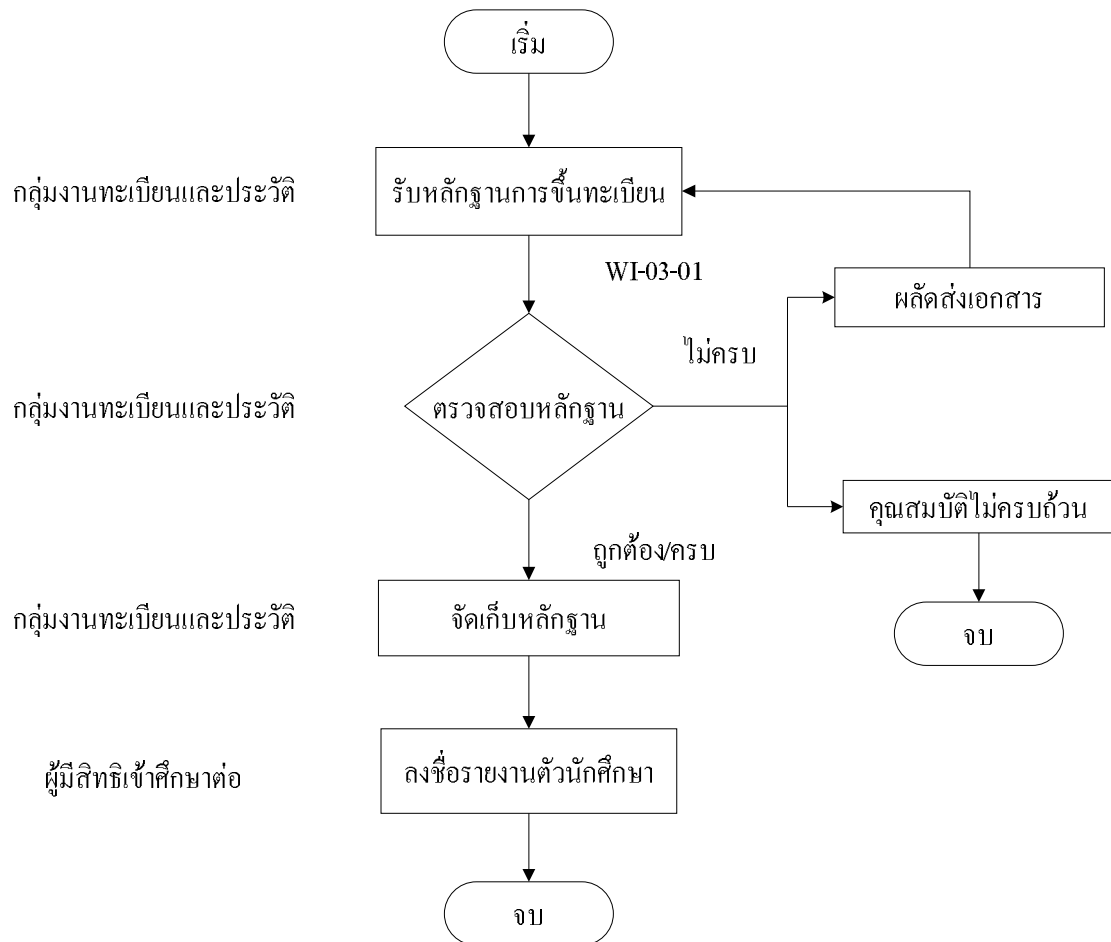 เริ่ม
กลุ่มงานทะเบียนและประวัติ
รับหลักฐานการขึ้นทะเบียน
WI-03-01
ผลัดส่งเอกสาร
ไม่ครบ
กลุ่มงานทะเบียนและประวัติ
ตรวจสอบหลักฐาน
คุณสมบัติไม่ครบถ้วน
ถูกต้อง/ครบ
กลุ่มงานทะเบียนและประวัติ
จัดเก็บหลักฐาน
จบ
ผู้มีสิทธิเข้าศึกษาต่อ
ลงชื่อรายงานตัวนักศึกษา
จบ